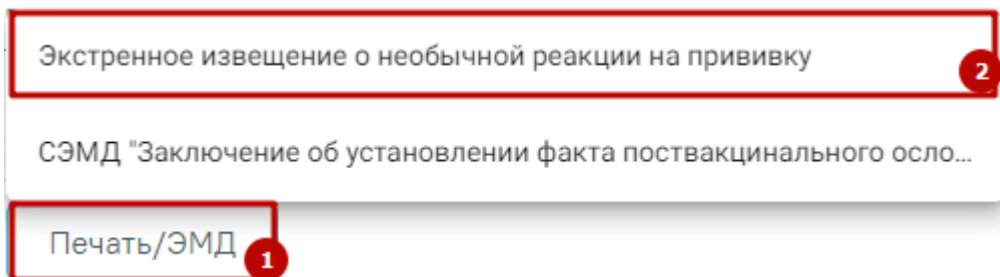 Экстренное извещение о необычной реакции на прививку
2
СЭМД "Заключение об установлении факта поствакцинального осло...
Печать/ЭМД
1